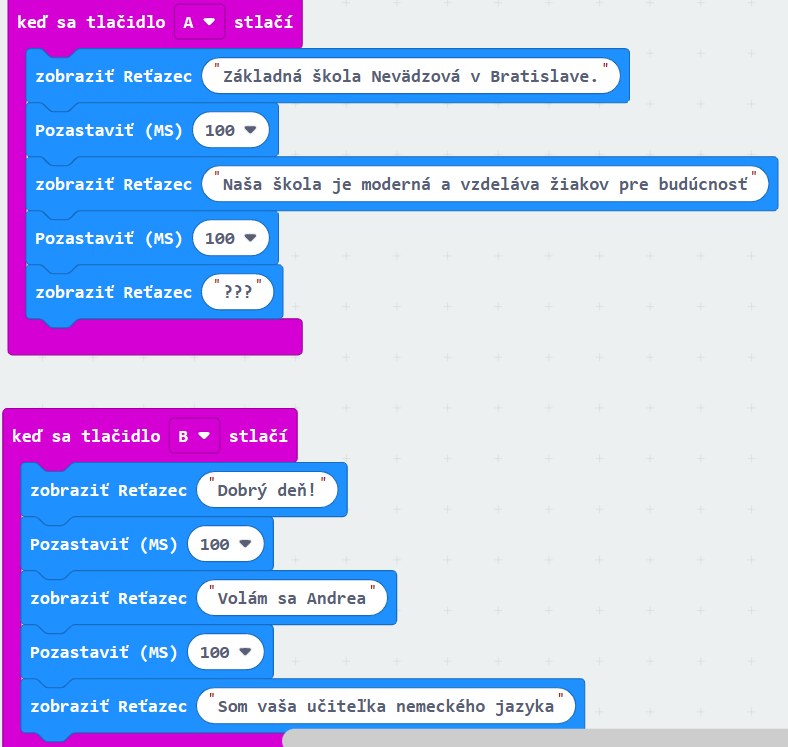 keď sa tlačidlo A stlačí
zobraziť Reťazec "Základná škola Nevädzová v Bratislave."
Pozastaviť (MS) 100
zobraziť Reťazec "Naša škola je moderná a vzdeláva žiakov pre budúcnosť"
Pozastaviť (MS) 100
zobraziť Reťazec "???"
keď sa tlačidlo B stlačí
zobraziť Reťazec "Dobrý deň!"
Pozastaviť (MS) 100
zobraziť Reťazec "Volám sa Andrea"
Pozastaviť (MS) 100
zobraziť Reťazec "Som vaša učiteľka nemeckého jazyka"